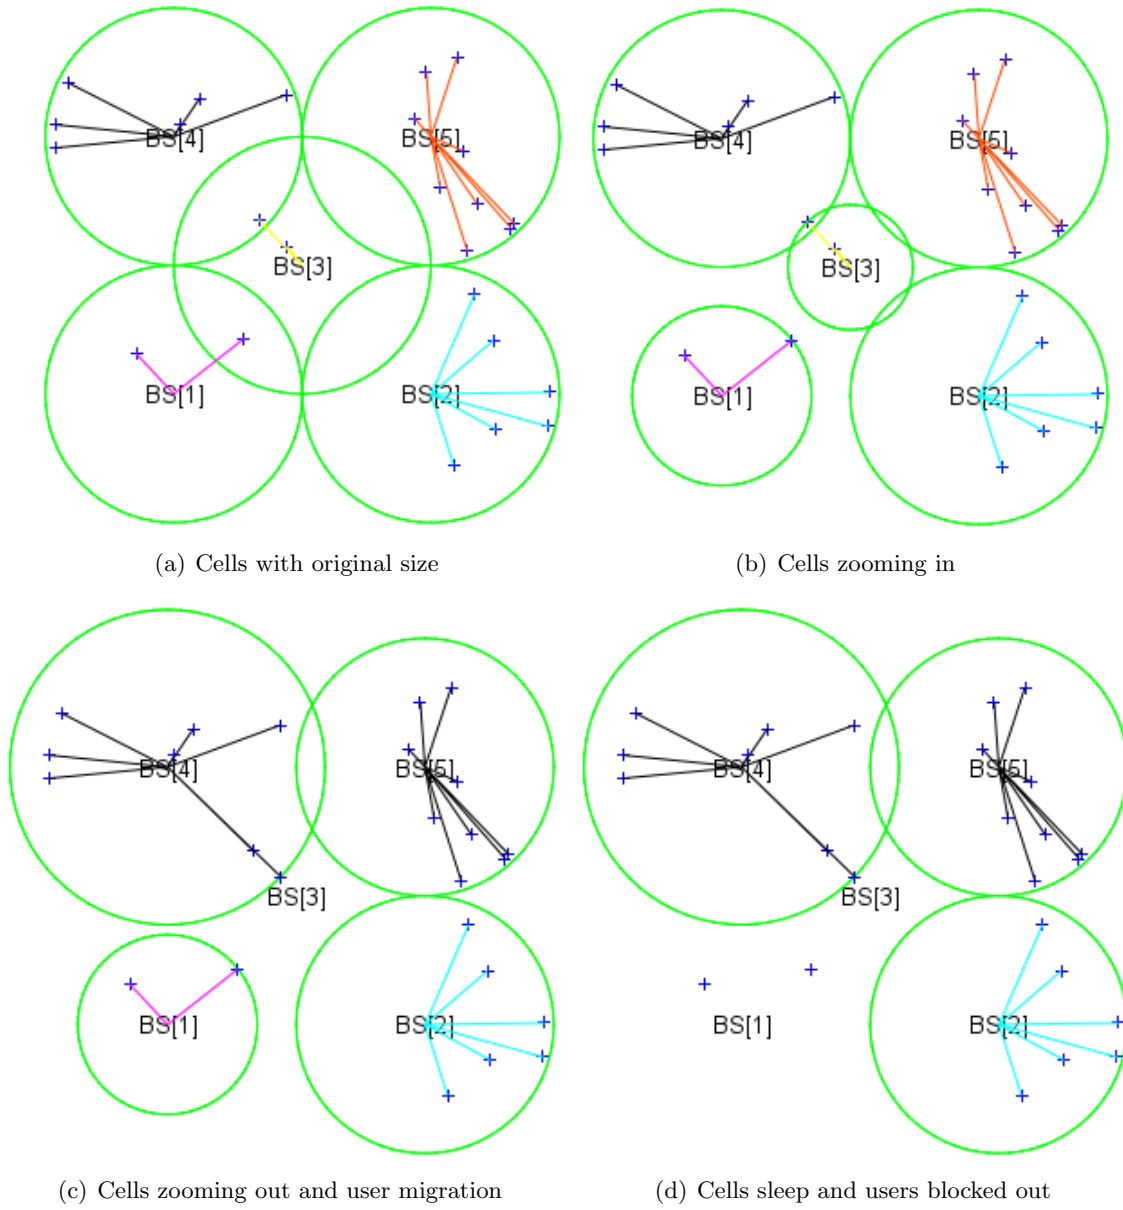 BS[4]
BS[5]
BS[3]
BS[1]
BS[2]
(a) Cells with original size
BS[4]
BS[5]
BS[3]
BS[1]
BS[2]
(b) Cells zooming in
BS[4]
BS[5]
BS[3]
BS[1]
BS[2]
(c) Cells zooming out and user migration
BS[4]
BS[5]
BS[3]
BS[1]
BS[2]
(d) Cells sleep and users blocked out